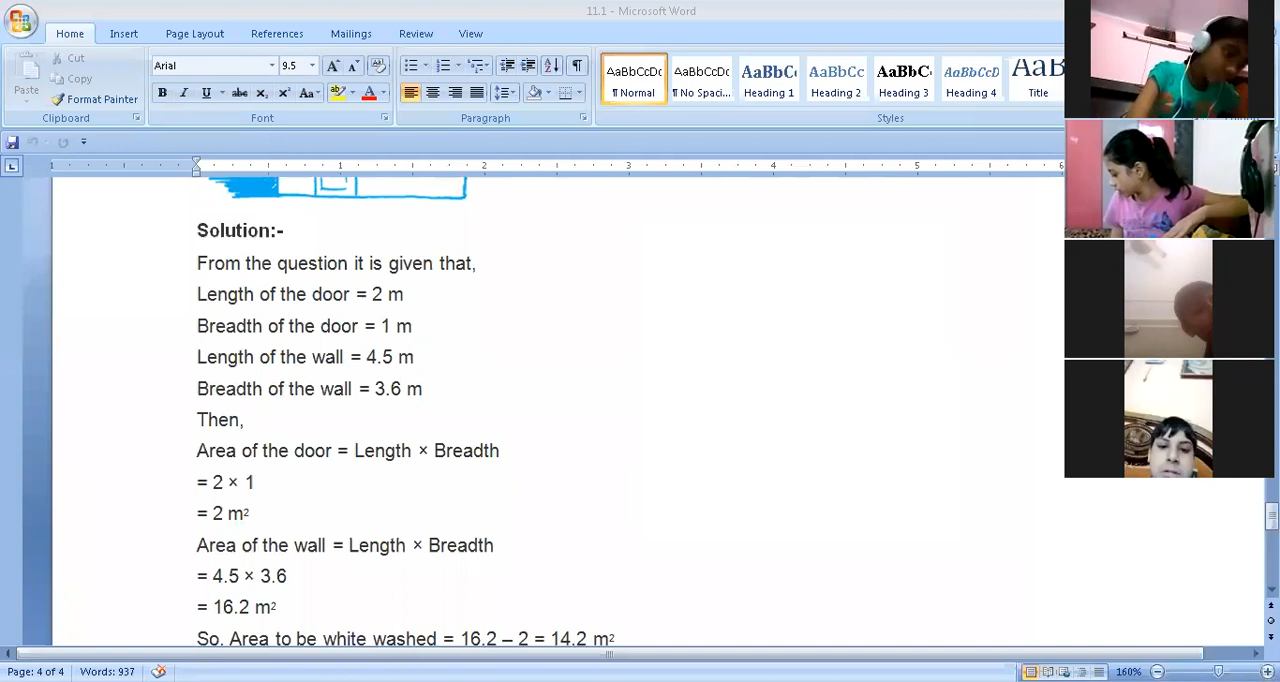 11.1 - Microsoft Word
Home Insert Page Layout References Mailings Review View
Paste
Cut
Copy
Format Painter
Clipboard
Arial 9.5
Font
Paragraph
AaBbCcDc AaBbCcDc AaBbC AaBbCc AaBbC AaBbCcD AaB
¶ Normal ¶ No Spaci... Heading 1 Heading 2 Heading 3 Heading 4 Title
Styles
1 2 3 4 5 6
Solution:-
From the question it is given that,
Length of the door = 2 m
Breadth of the door = 1 m
Length of the wall = 4.5 m
Breadth of the wall = 3.6 m
Then,
Area of the door = Length × Breadth
= 2 × 1
= 2 m²
Area of the wall = Length × Breadth
= 4.5 × 3.6
= 16.2 m²
So, Area to be white washed = 16.2 – 2 = 14.2 m²
Page: 4 of 4 Words: 937 160%